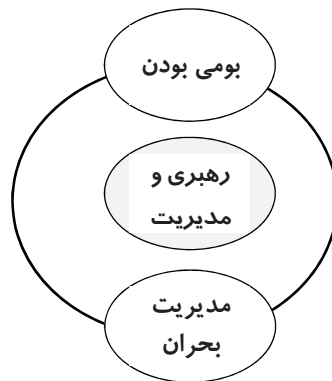 بومی بودن
رهبری و
مدیریت
مدیریت
بحران